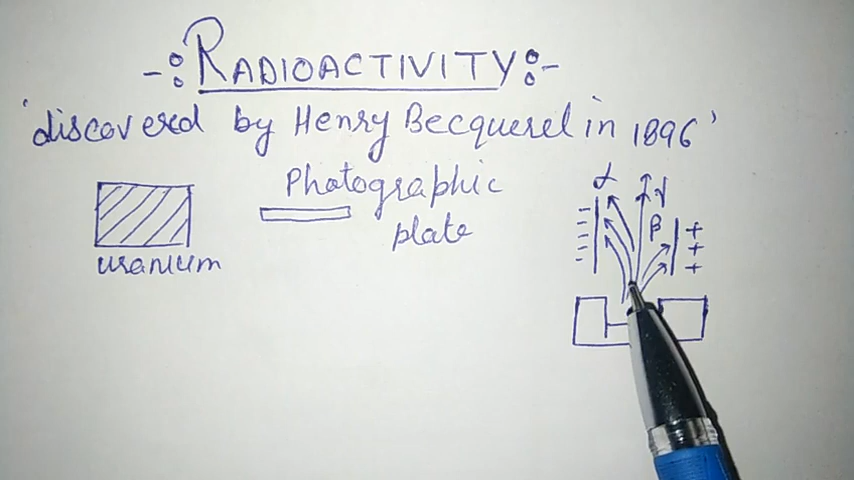 -: RADIOACTIVITY :-
'discovered by Henry Becquerel in 1896'
Photographic
plate
uranium
α γ
β
- - - - -
+ + +